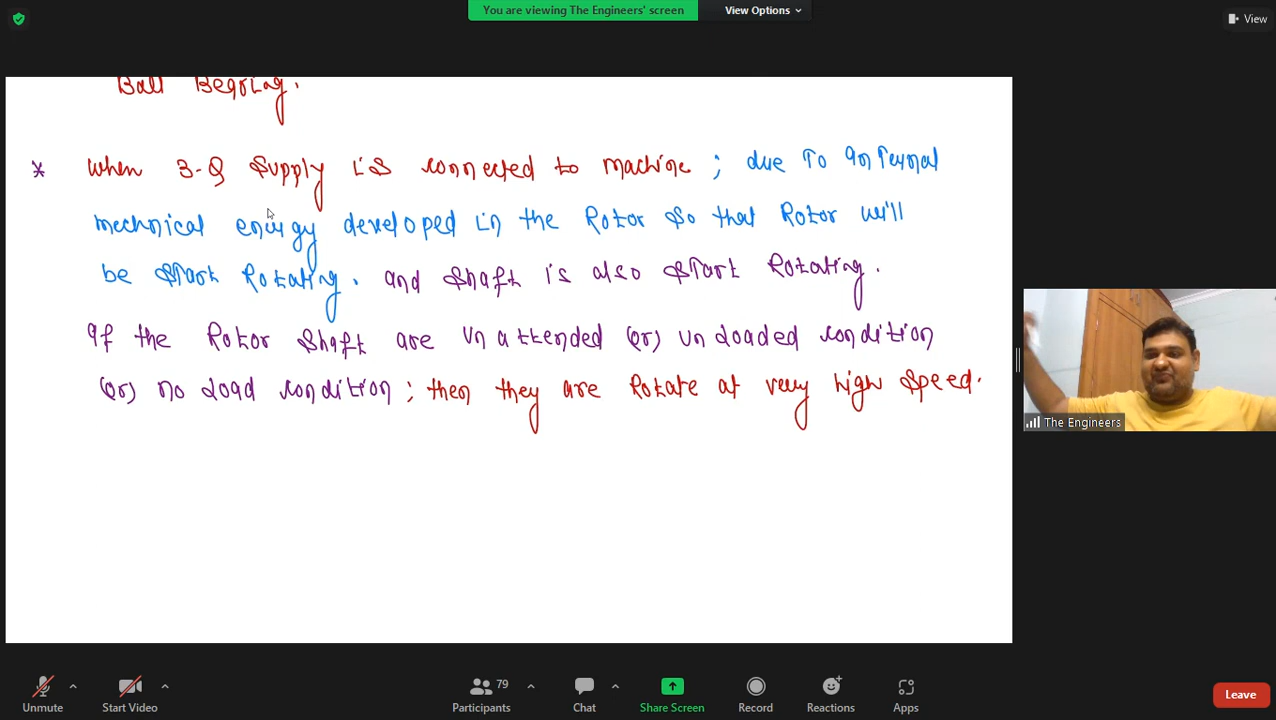 You are viewing The Engineers' screen
View Options
View
Ball Bearing.
* when 3-Φ Supply is connected to machine ; due to internal
mechnical energy developed in the Rotor so that Rotor will
be start Rotating. and shaft is also start Rotating.
If the Rotor shaft are unattended (or) unloaded condition
(or) no load condition ; then they are Rotate at very high speed.
The Engineers
Unmute
Start Video
Participants
79
Chat
Share Screen
Record
Reactions
Apps
Leave